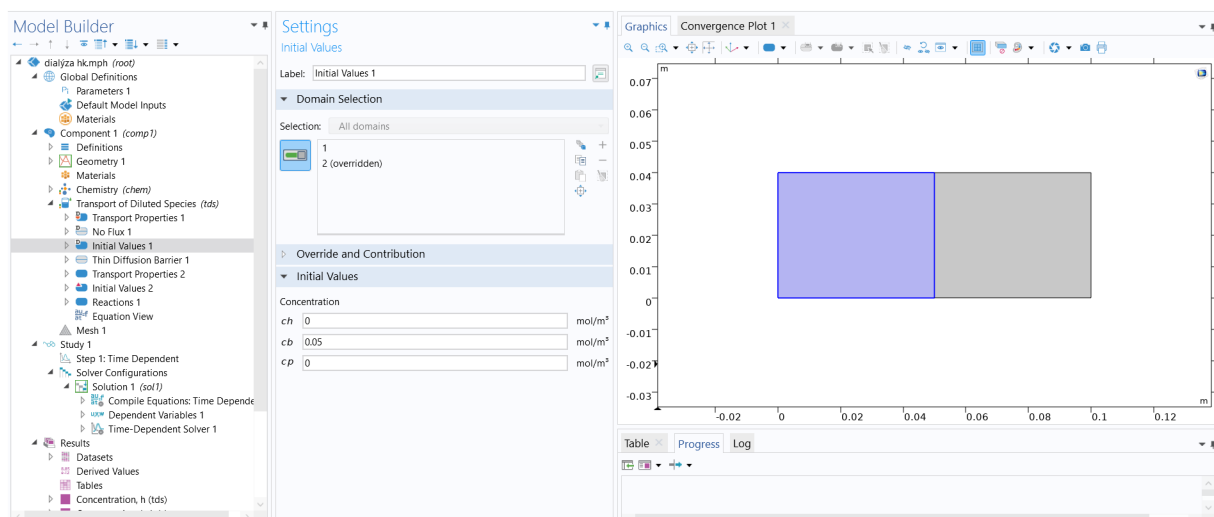 Model Builder
dialýza hk.mph (root)
Global Definitions
Parameters 1
Default Model Inputs
Materials
Component 1 (comp1)
Definitions
Geometry 1
Materials
Chemistry (chem)
Transport of Diluted Species (tds)
Transport Properties 1
No Flux 1
Initial Values 1
Thin Diffusion Barrier 1
Transport Properties 2
Initial Values 2
Reactions 1
Equation View
Mesh 1
Study 1
Step 1: Time Dependent
Solver Configurations
Solution 1 (sol1)
Compile Equations: Time Depende
Dependent Variables 1
Time-Dependent Solver 1
Results
Datasets
Derived Values
Tables
Concentration, h (tds)
Settings
Initial Values
Label: Initial Values 1
Domain Selection
Selection: All domains
1
2 (overridden)
Override and Contribution
Initial Values
Concentration
ch 0 mol/m³
cb 0.05 mol/m³
cp 0 mol/m³
Graphics Convergence Plot 1
m
0.07
0.06
0.05
0.04
0.03
0.02
0.01
0
-0.01
-0.02
-0.03
m
-0.02 0 0.02 0.04 0.06 0.08 0.1 0.12
Table Progress Log